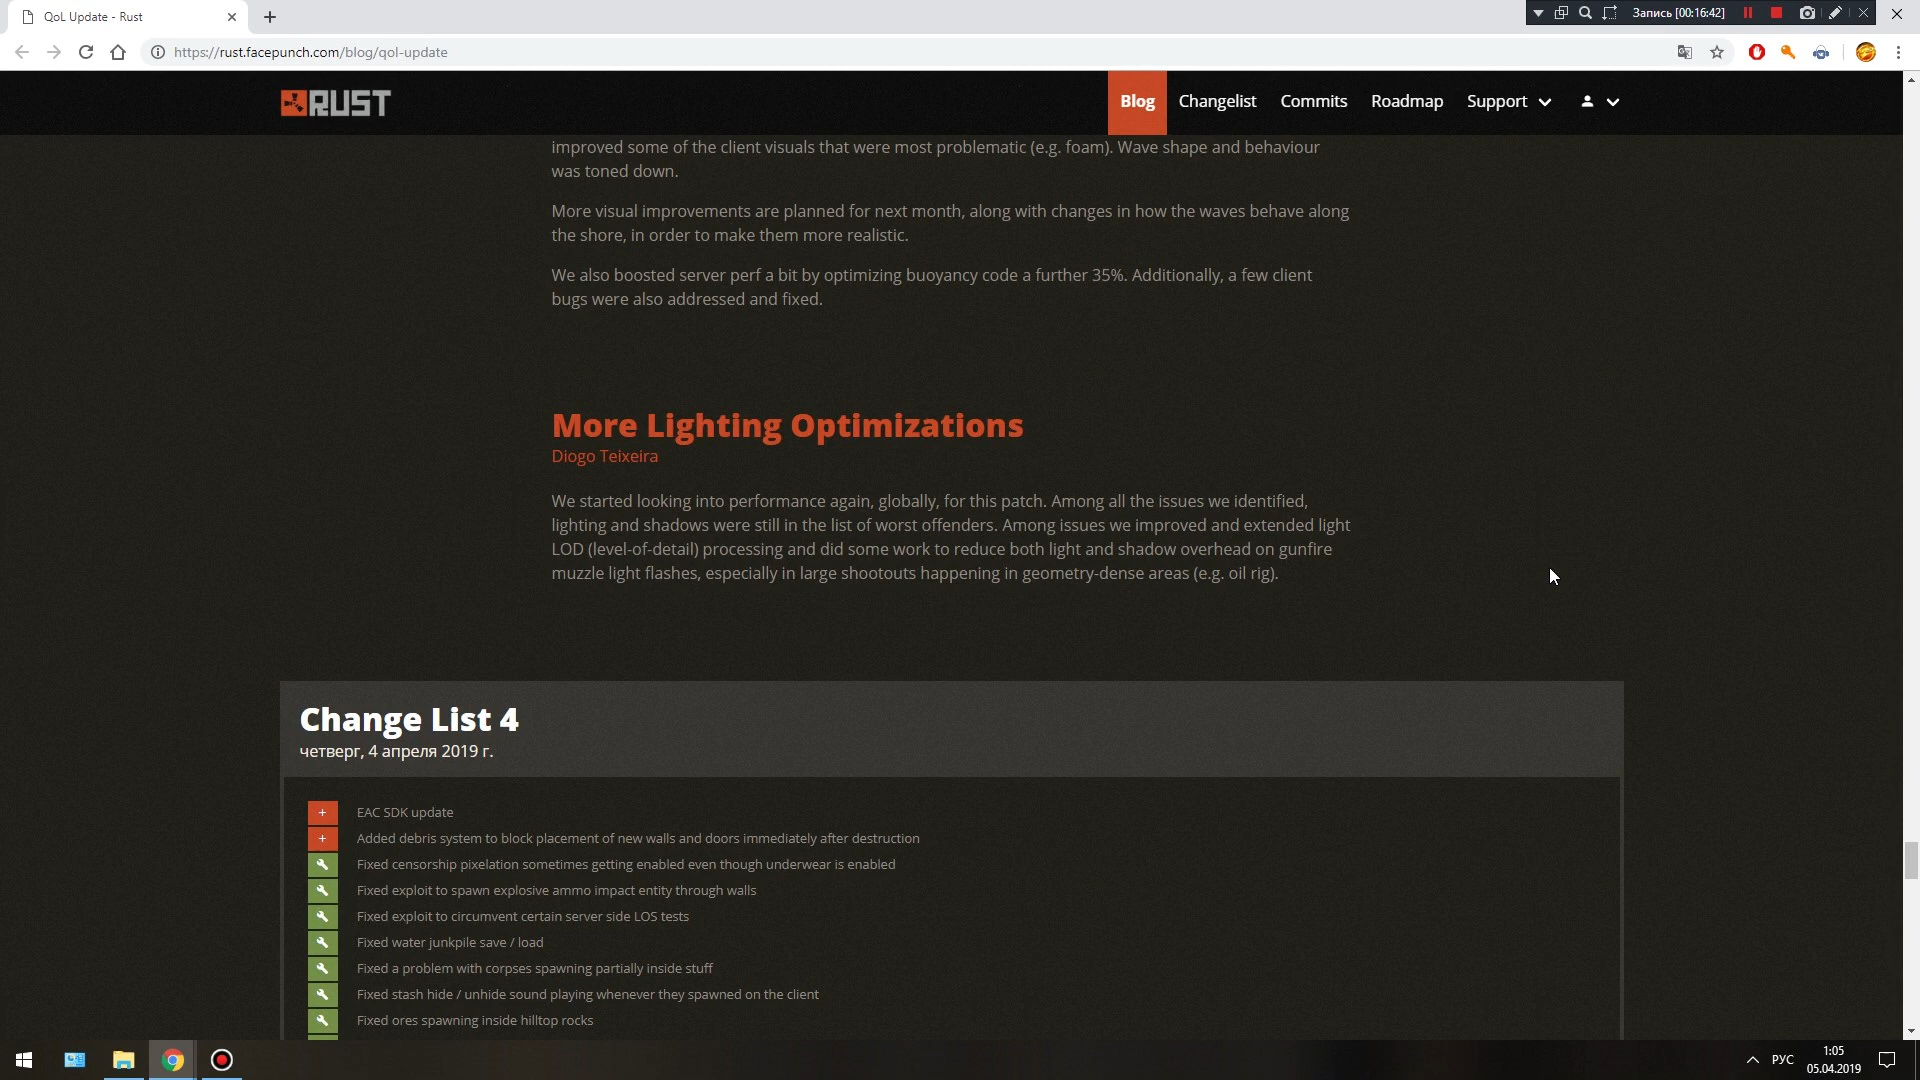 QoL Update - Rust
Запись [00:16:42]
https://rust.facepunch.com/blog/qol-update
RUST
Blog
Changelist
Commits
Roadmap
Support
improved some of the client visuals that were most problematic (e.g. foam). Wave shape and behaviour
was toned down.
More visual improvements are planned for next month, along with changes in how the waves behave along
the shore, in order to make them more realistic.
We also boosted server perf a bit by optimizing buoyancy code a further 35%. Additionally, a few client
bugs were also addressed and fixed.
More Lighting Optimizations
Diogo Teixeira
We started looking into performance again, globally, for this patch. Among all the issues we identified,
lighting and shadows were still in the list of worst offenders. Among issues we improved and extended light
LOD (level-of-detail) processing and did some work to reduce both light and shadow overhead on gunfire
muzzle light flashes, especially in large shootouts happening in geometry-dense areas (e.g. oil rig).
Change List 4
четверг, 4 апреля 2019 г.
+ EAC SDK update
+ Added debris system to block placement of new walls and doors immediately after destruction
Fixed censorship pixelation sometimes getting enabled even though underwear is enabled
Fixed exploit to spawn explosive ammo impact entity through walls
Fixed exploit to circumvent certain server side LOS tests
Fixed water junkpile save / load
Fixed a problem with corpses spawning partially inside stuff
Fixed stash hide / unhide sound playing whenever they spawned on the client
Fixed ores spawning inside hilltop rocks
РУС
1:05
05.04.2019